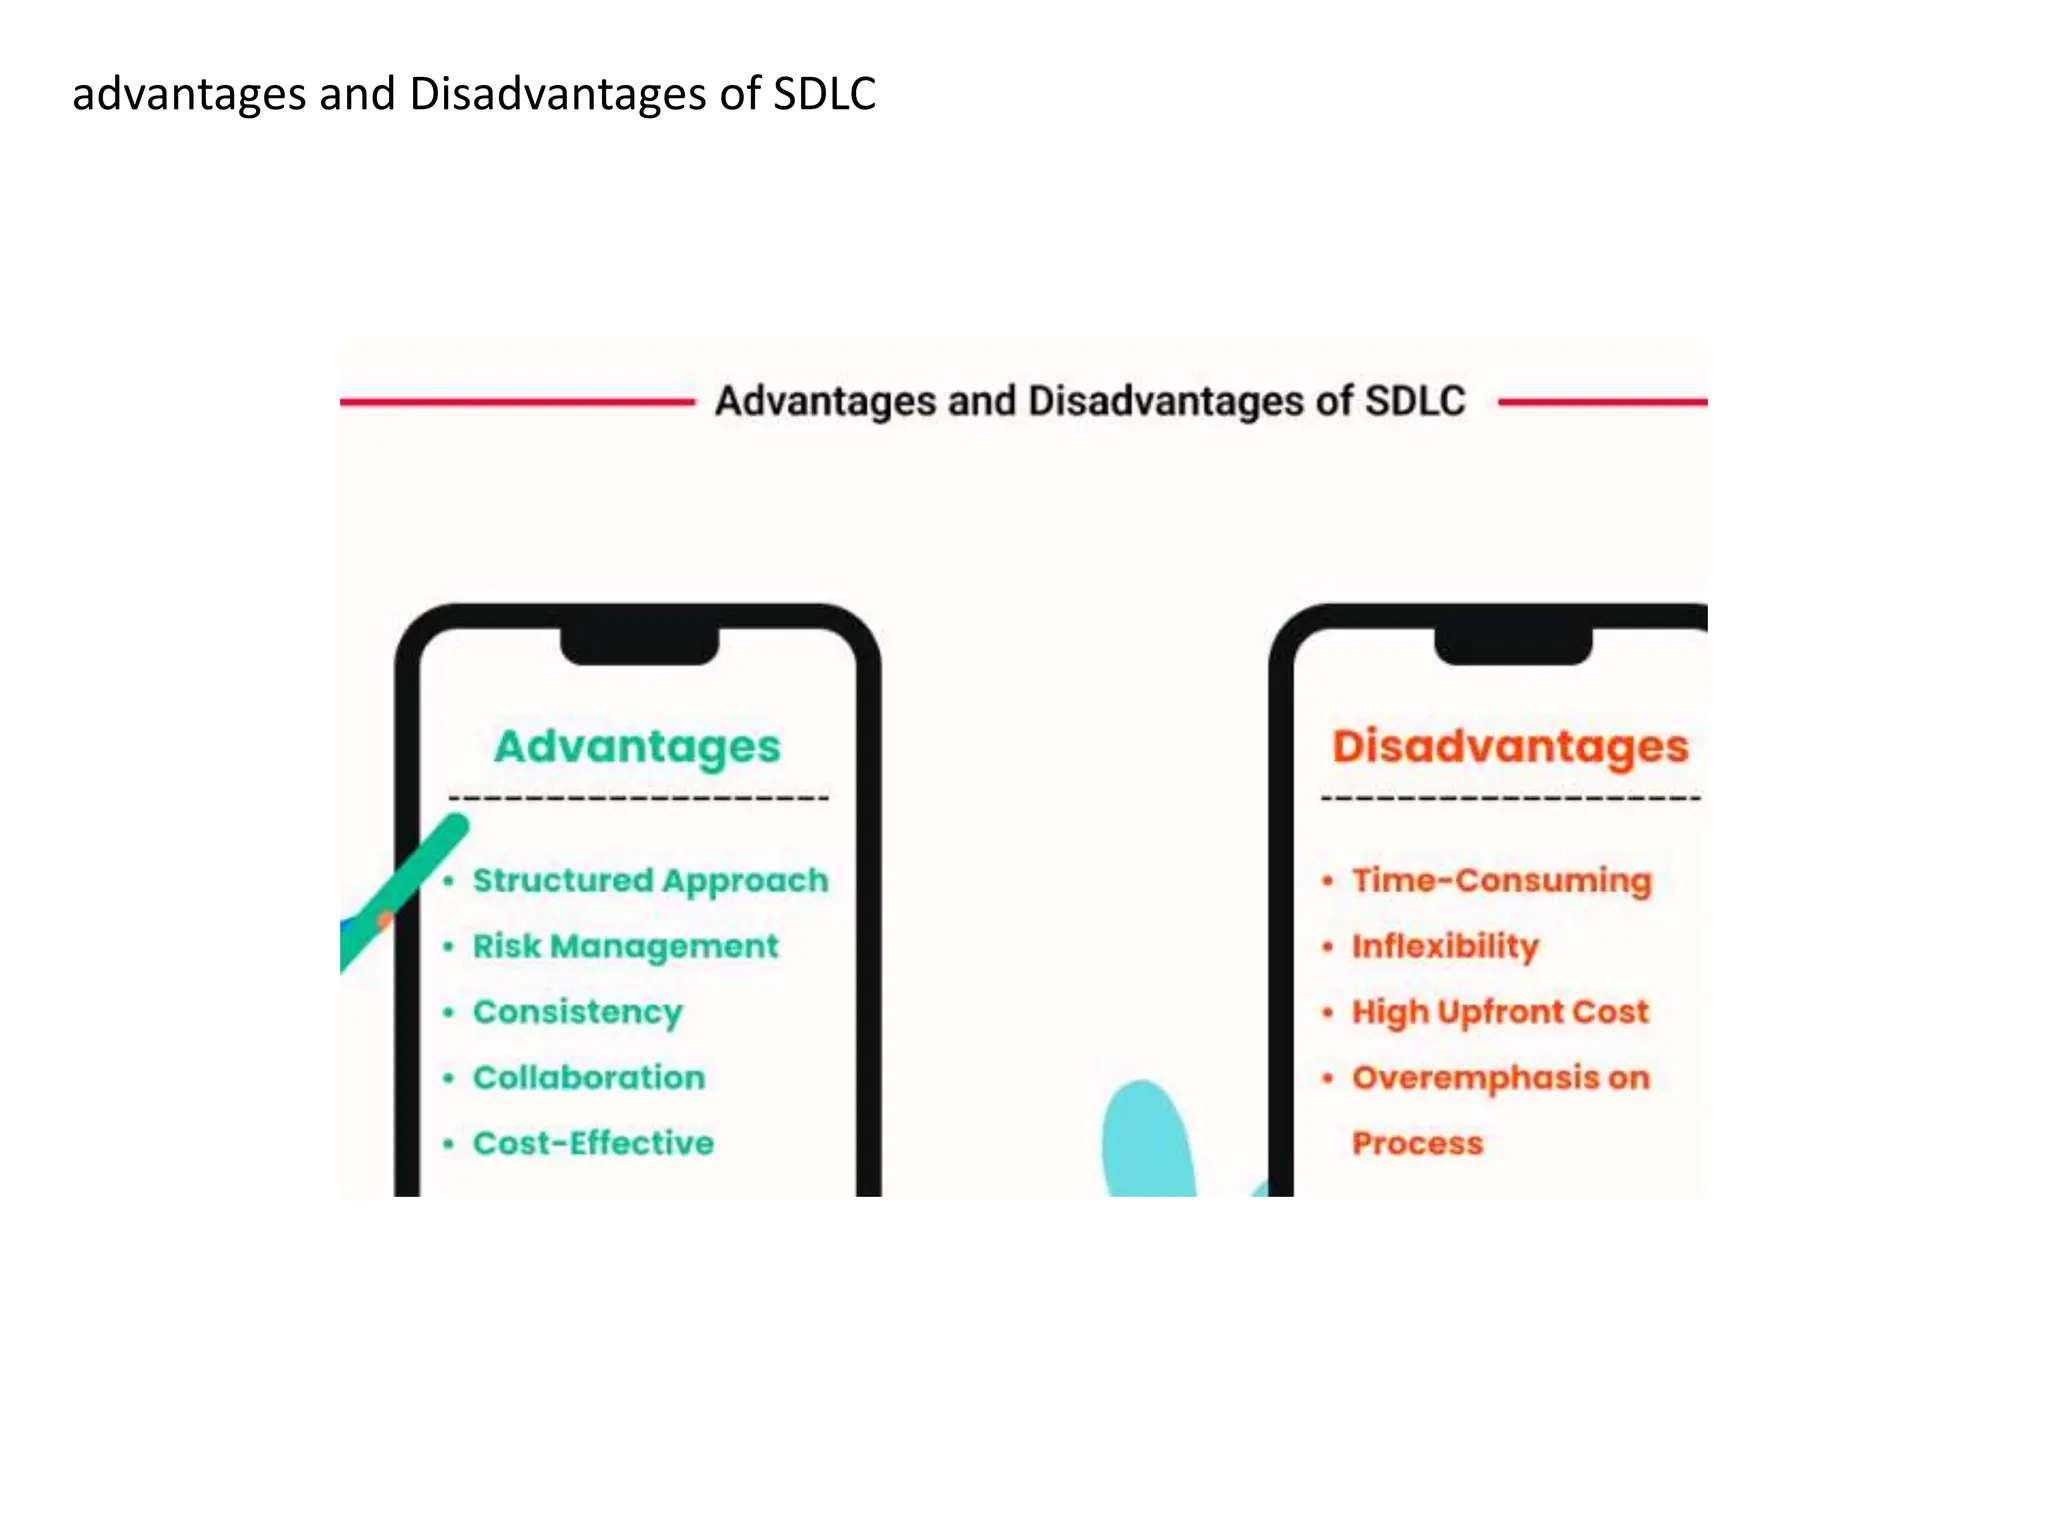 advantages and Disadvantages of SDLC
Advantages and Disadvantages of SDLC
Advantages
• Structured Approach
• Risk Management
• Consistency
• Collaboration
• Cost-Effective
Disadvantages
• Time-Consuming
• Inflexibility
• High Upfront Cost
• Overemphasis on
Process